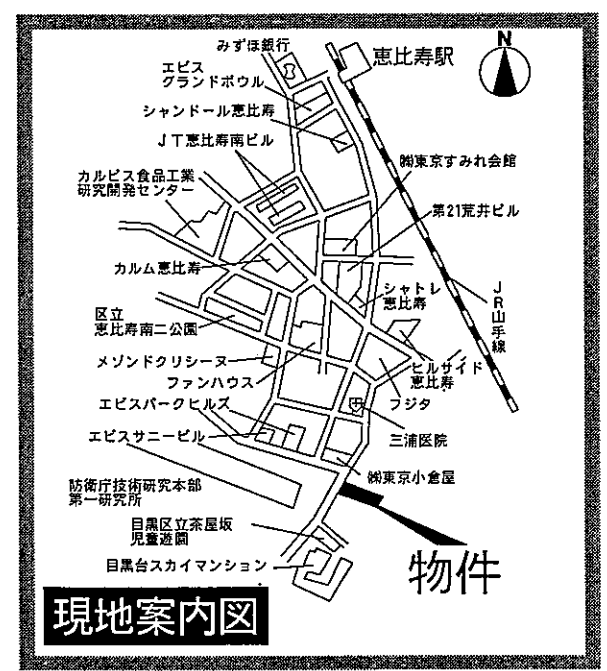 みずほ銀行
恵比寿駅
N
エビス
グランドボウル
シャンドール恵比寿
JT恵比寿南ビル
㈱東京すみれ会館
カルピス食品工業
研究開発センター
第21荒井ビル
カルム恵比寿
シャトレ
恵比寿
JR山手線
区立
恵比寿南二公園
メゾンドクリシーヌ
ヒルサイド
恵比寿
ファンハウス
フジタ
エビスパークヒルズ
エビスサニービル
三浦医院
㈱東京小倉屋
防衛庁技術研究本部
第一研究所
目黒区立茶屋坂
児童遊園
目黒台スカイマンション
物件
現地案内図